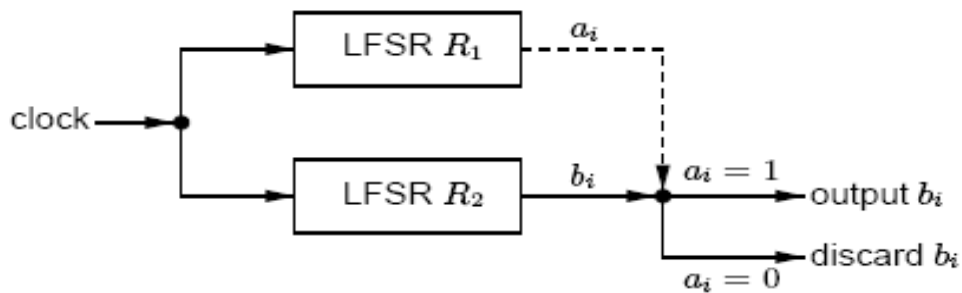 LFSR R₁
aᵢ
clock
LFSR R₂
bᵢ
aᵢ = 1
output bᵢ
discard bᵢ
aᵢ = 0